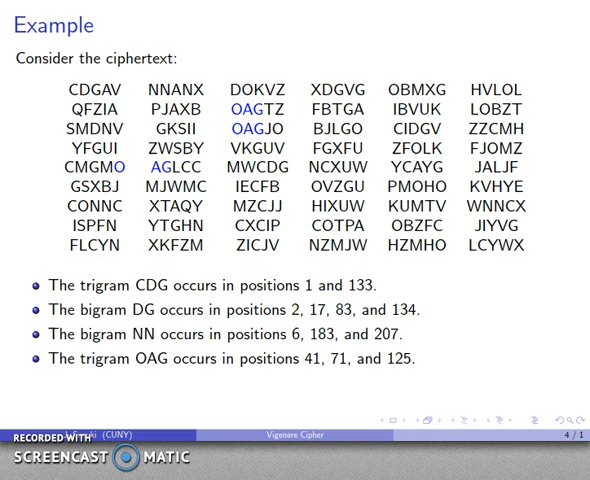 Example
Consider the ciphertext:
CDGAV NNANX DOKVZ XDGVG OBMXG HVLOL
QFZIA PJAXB OAGTZ FBTGA IBVUK LOBZT
SMDNV GKSII OAGJO BJLGO CIDGV ZZCMH
YFGUI ZWSBY VKGUV FGXFU ZFOLK FJOMZ
CMGMO AGLCC MWCDG NCXUW YCAYG JALJF
GSXBJ MJWMC IECFB OVZGU PMOHO KVHYE
CONNC XTAQY MZCJJ HIXUW KUMTV WNNCX
ISPFN YTGHN CXCIP COTPA OBZFC JIYVG
FLCYN XKFZM ZICJV NZMJW HZMHO LCYWX
The trigram CDG occurs in positions 1 and 133.
The bigram DG occurs in positions 2, 17, 83, and 134.
The bigram NN occurs in positions 6, 183, and 207.
The trigram OAG occurs in positions 41, 71, and 125.
(CUNY) Vigenere Cipher 4 / 1
RECORDED WITH
SCREENCAST MATIC